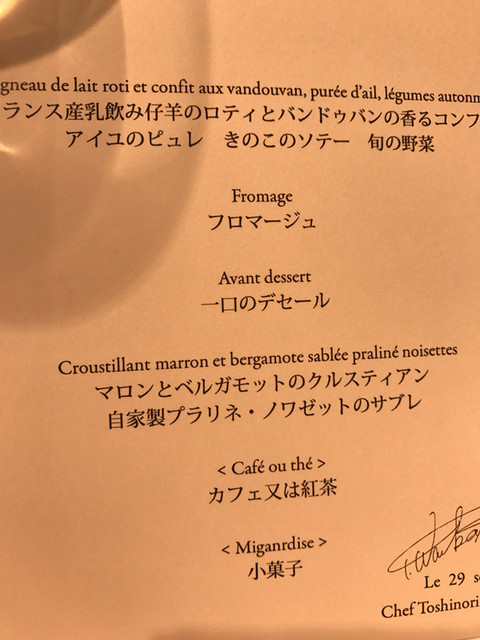 gneau de lait roti et confit aux vandouvan, purée d'ail, légumes autonm
ランス産乳飲み仔羊のロティとバンドゥバンの香るコンフ
アイユのピュレ きのこのソテー 旬の野菜
Fromage
フロマージュ
Avant dessert
一口のデセール
Croustillant marron et bergamote sablée praliné noisettes
マロンとベルガモットのクルスティアン
自家製プラリネ・ノワゼットのサブレ
< Café ou thé >
カフェ又は紅茶
< Miganrdise >
小菓子
Le 29 se
Chef Toshinori